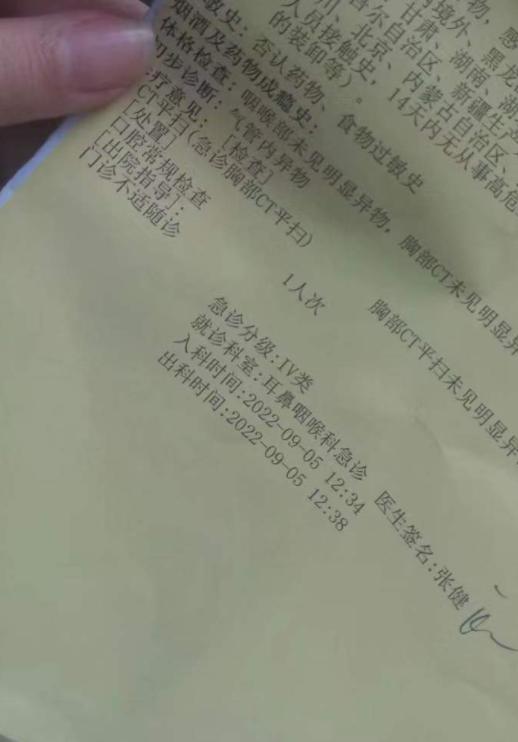 物，感
境外、黑龙
甘肃、湖南、湖
尔自治区、新疆生产
川、北京、内蒙古自治区、
人员接触史，14天内无从事高危
的装卸等)。
敏史：否认药物、食物过敏史
烟酒及药物成瘾史：
体格检查：咽喉部未见明显异物，胸部CT未见明显异
初步诊断：气管内异物
疗意见：[检查]
CT平扫(急诊胸部CT平扫) 1人次 胸部CT平扫未见明显异
[处置]：
口腔常规检查
[出院指导]：
门诊不适随诊
急诊分级:IV类
就诊科室:耳鼻咽喉科急诊
入科时间:2022-09-05 12:34
出科时间:2022-09-05 12:38
医生签名:张健